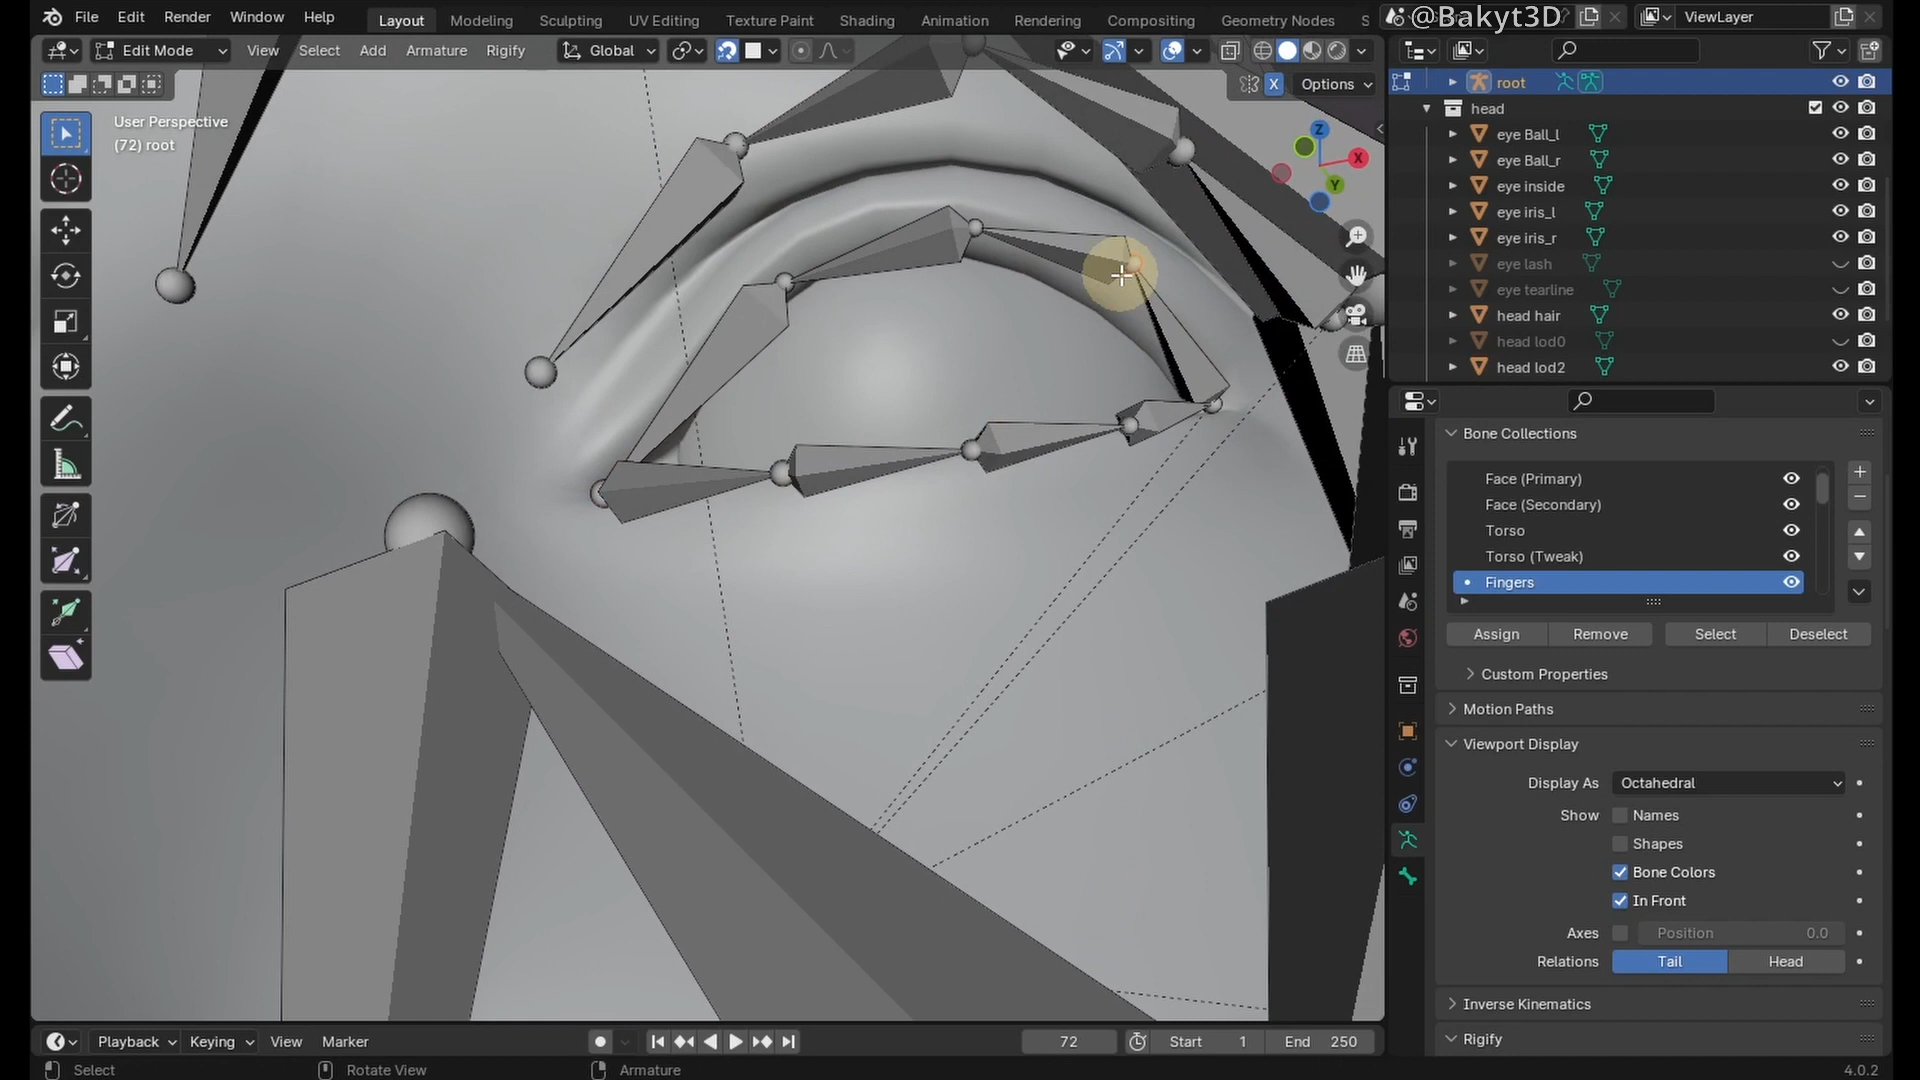 File Edit Render Window Help Layout Modeling Sculpting UV Editing Texture Paint Shading Animation Rendering Compositing Geometry Nodes S @Bakyt3D ViewLayer
Edit Mode View Select Add Armature Rigify Global
Options
User Perspective
(72) root
Z
X
Y
root
head
eye Ball_l
eye Ball_r
eye inside
eye iris_l
eye iris_r
eye lash
eye tearline
head hair
head lod0
head lod2
Bone Collections
Face (Primary)
Face (Secondary)
Torso
Torso (Tweak)
Fingers
Assign Remove Select Deselect
Custom Properties
Motion Paths
Viewport Display
Display As Octahedral
Show Names
Shapes
Bone Colors
In Front
Axes Position 0.0
Relations Tail Head
Inverse Kinematics
Rigify
Playback Keying View Marker 72 Start 1 End 250
Select Rotate View Armature 4.0.2